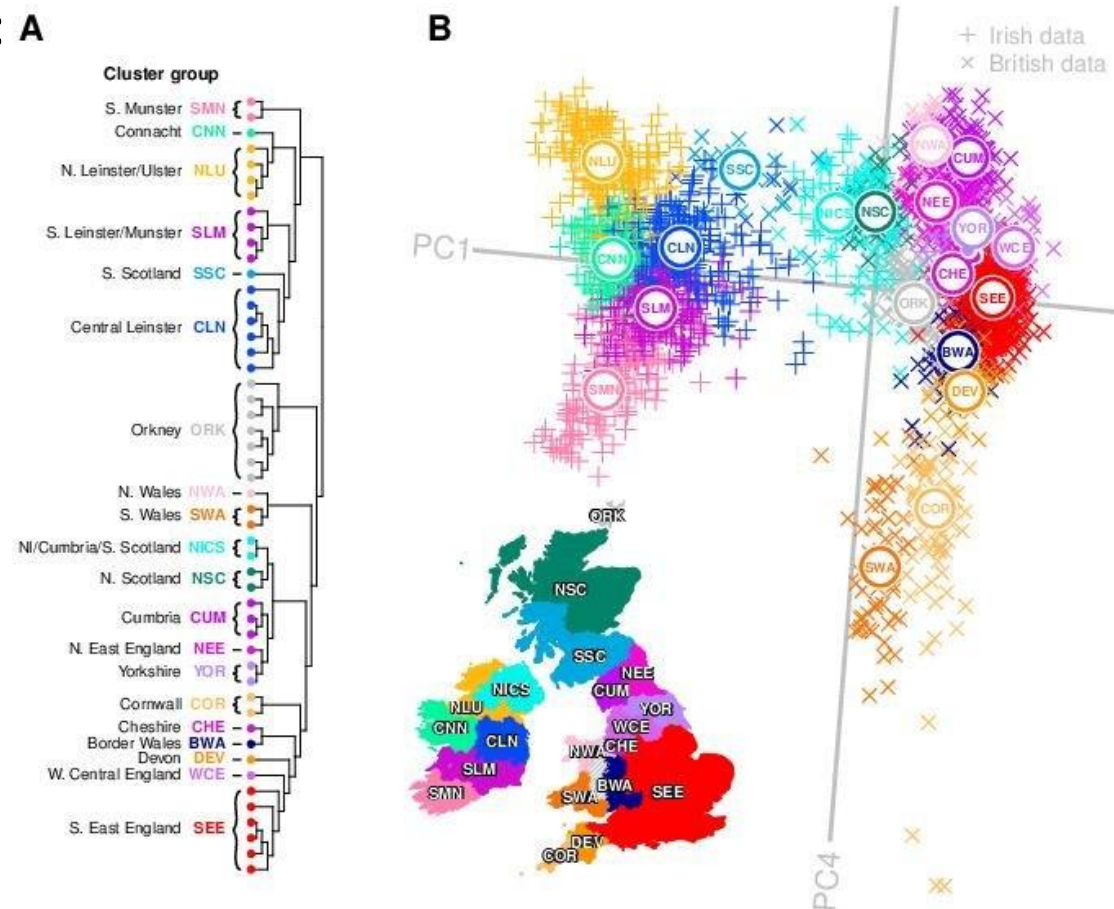 A
Cluster group
S. Munster SMN
Connacht CNN
N. Leinster/Ulster NLU
S. Leinster/Munster SLM
S. Scotland SSC
Central Leinster CLN
Orkney ORK
N. Wales NWA
S. Wales SWA
NI/Cumbria/S. Scotland NICS
N. Scotland NSC
Cumbria CUM
N. East England NEE
Yorkshire YOR
Cornwall COR
Cheshire CHE
Border Wales BWA
Devon DEV
W. Central England WCE
S. East England SEE
B
+ Irish data
× British data
NWA
CUM
NLU
SSC
NEE
NICS
NSC
YOR
PC1
CLN
WCE
CNN
CHE
SEE
ORK
SLM
BWA
SMN
DEV
COR
SWA
PC4
ORK
NSC
SSC
NEE
NICS
CUM
NLU
YOR
CNN
WCE
CLN
CHE
NWA
SLM
BWA
SMN
SWA
SEE
DEV
COR